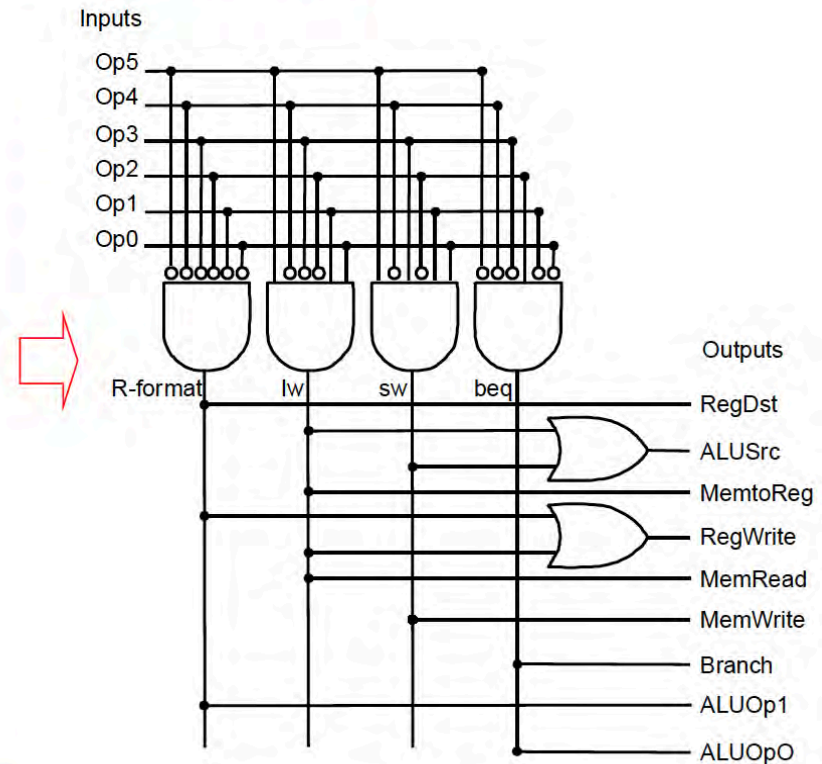 Inputs
Op5
Op4
Op3
Op2
Op1
Op0
R-format lw sw beq
Outputs
RegDst
ALUSrc
MemtoReg
RegWrite
MemRead
MemWrite
Branch
ALUOp1
ALUOpO